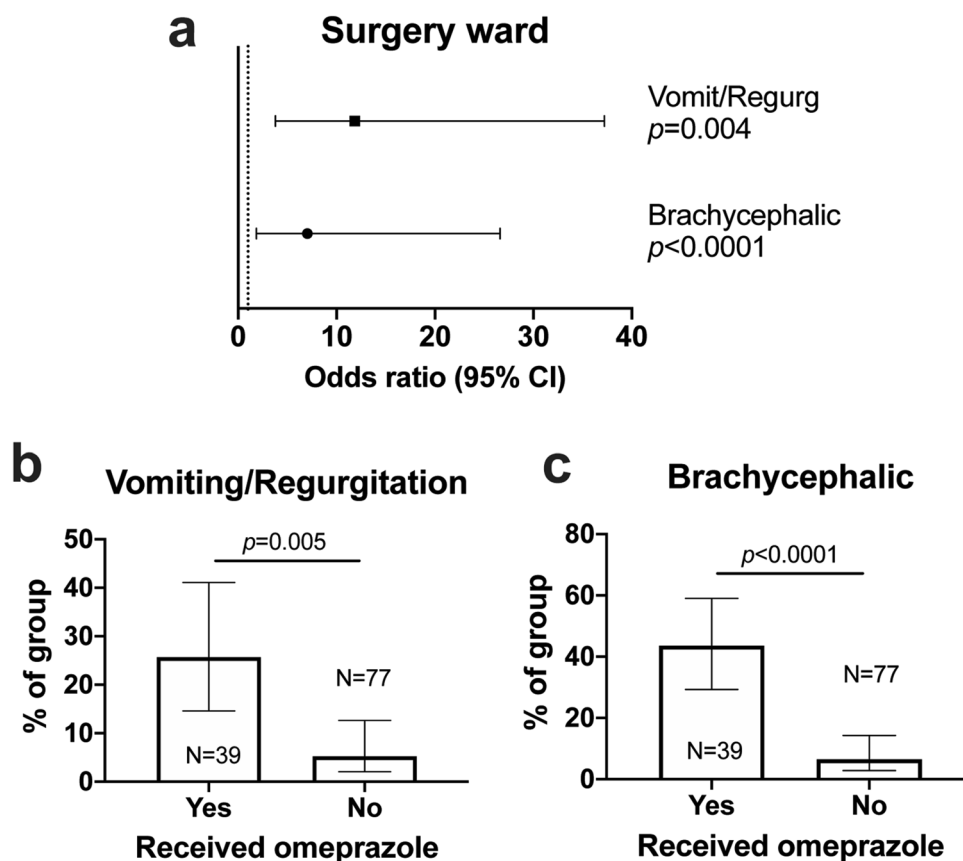 a
Surgery ward
Vomit/Regurg
p=0.004
Brachycephalic
p<0.0001
0 10 20 30 40
Odds ratio (95% CI)
b
Vomiting/Regurgitation
p=0.005
50
40
30
20
10
0
% of group
N=77
N=39
Yes No
Received omeprazole
c
Brachycephalic
p<0.0001
80
60
40
20
0
% of group
N=77
N=39
Yes No
Received omeprazole